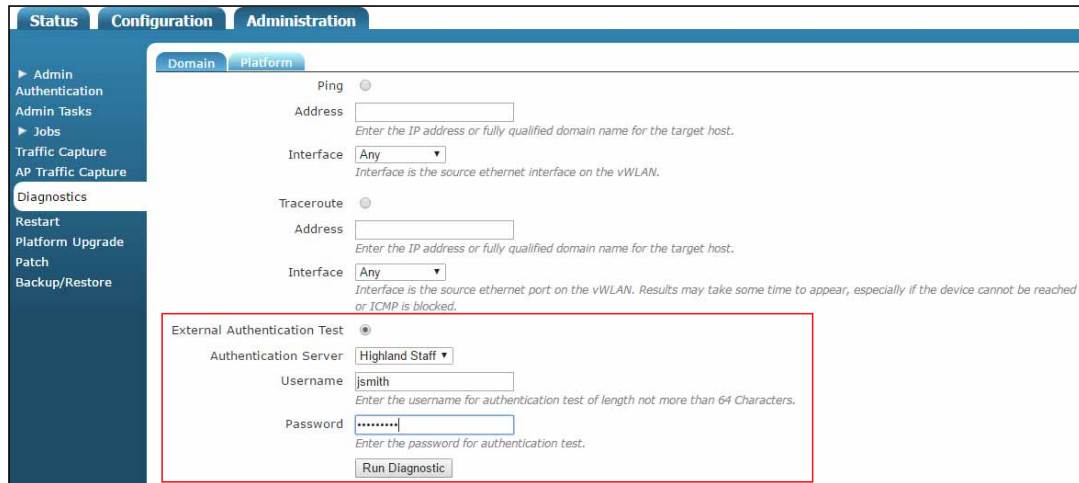 Status Configuration Administration
Domain Platform
► Admin
Authentication
Admin Tasks
► Jobs
Traffic Capture
AP Traffic Capture
Diagnostics
Restart
Platform Upgrade
Patch
Backup/Restore
Ping
Address
Enter the IP address or fully qualified domain name for the target host.
Interface Any ▼
Interface is the source ethernet interface on the vWLAN.
Traceroute
Address
Enter the IP address or fully qualified domain name for the target host.
Interface Any ▼
Interface is the source ethernet port on the vWLAN. Results may take some time to appear, especially if the device cannot be reached
or ICMP is blocked.
External Authentication Test
Authentication Server Highland Staff ▼
Username jsmith
Enter the username for authentication test of length not more than 64 Characters.
Password •••••••••
Enter the password for authentication test.
Run Diagnostic